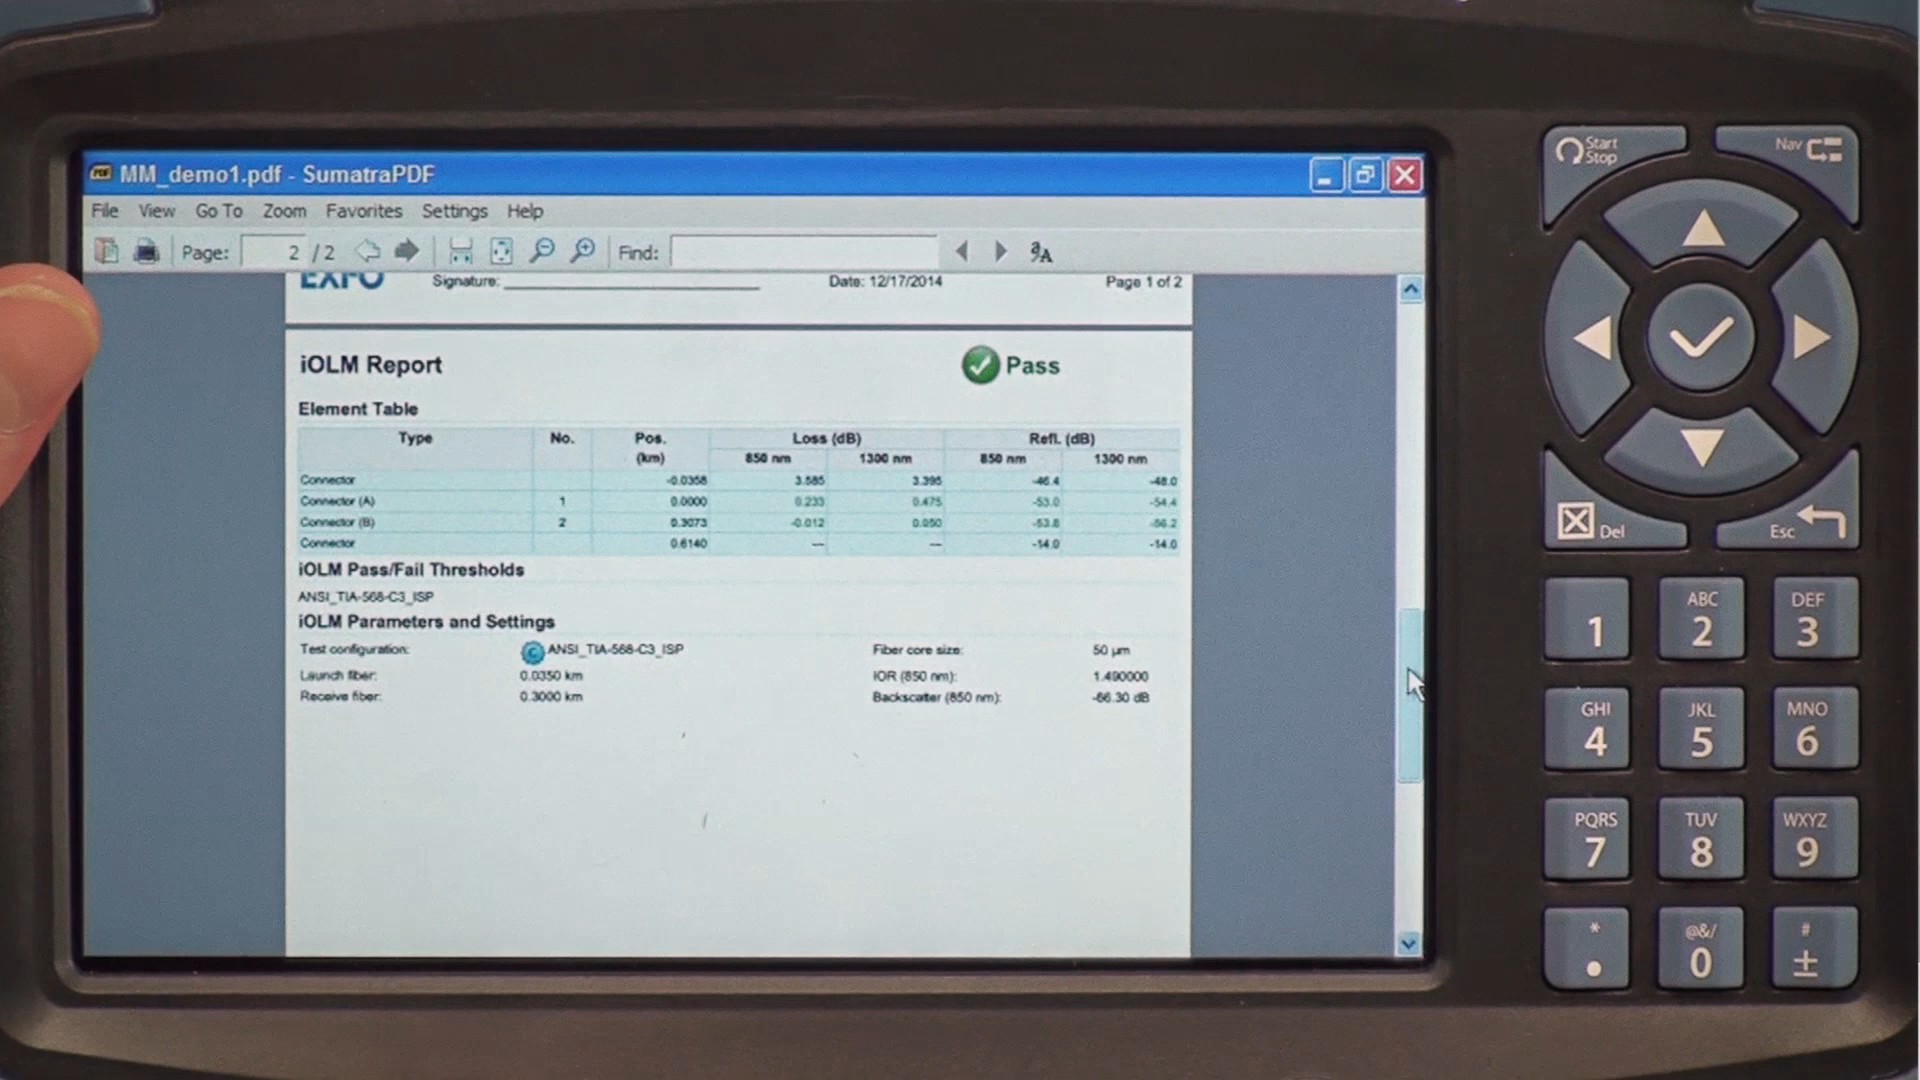 MM_demo1.pdf - SumatraPDF
File View Go To Zoom Favorites Settings Help
Page: 2 / 2 Find: ªA
EXFO Signature: Date: 12/17/2014 Page 1 of 2
iOLM Report Pass
Element Table
Type No. Pos. Loss (dB) Refl. (dB)
(km) 850 nm 1300 nm 850 nm 1300 nm
Connector -0.0358 3.585 3.395 -46.4 -48.0
Connector (A) 1 0.0000 0.233 0.475 -53.0 -54.4
Connector (B) 2 0.3073 -0.012 0.050 -53.8 -56.2
Connector 0.6140 --- --- -14.0 -14.0
iOLM Pass/Fail Thresholds
ANSI_TIA-568-C3_ISP
iOLM Parameters and Settings
Test configuration: C ANSI_TIA-568-C3_ISP Fiber core size: 50 µm
Launch fiber: 0.0350 km IOR (850 nm): 1.490000
Receive fiber: 0.3000 km Backscatter (850 nm): -66.30 dB
Start
Stop
Nav
Del
Esc
1 ABC 2 DEF 3
GHI 4 JKL 5 MNO 6
PQRS 7 TUV 8 WXYZ 9
* . @&/ 0 # ±